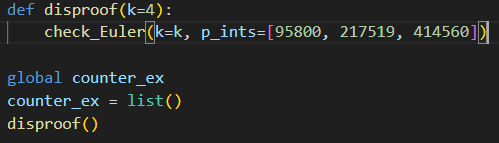 def disproof(k=4):
    check_Euler(k=k, p_ints=[95800, 217519, 414560])
global counter_ex
counter_ex = list()
disproof()